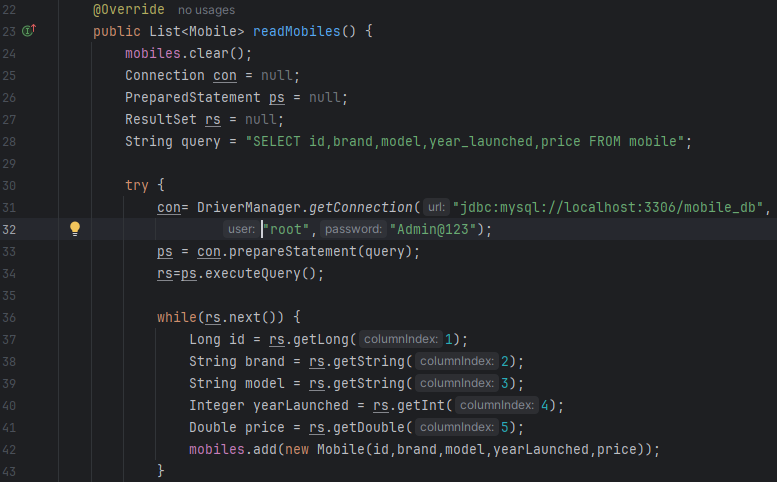 22 @Override no usages
23 public List<Mobile> readMobiles() {
24 mobiles.clear();
25 Connection con = null;
26 PreparedStatement ps = null;
27 ResultSet rs = null;
28 String query = "SELECT id,brand,model,year_launched,price FROM mobile";
29
30 try {
31 con= DriverManager.getConnection( url: "jdbc:mysql://localhost:3306/mobile_db",
32 user: "root", password: "Admin@123");
33 ps = con.prepareStatement(query);
34 rs=ps.executeQuery();
35
36 while(rs.next()) {
37 Long id = rs.getLong( columnIndex: 1);
38 String brand = rs.getString( columnIndex: 2);
39 String model = rs.getString( columnIndex: 3);
40 Integer yearLaunched = rs.getInt( columnIndex: 4);
41 Double price = rs.getDouble( columnIndex: 5);
42 mobiles.add(new Mobile(id,brand,model,yearLaunched,price));
43 }